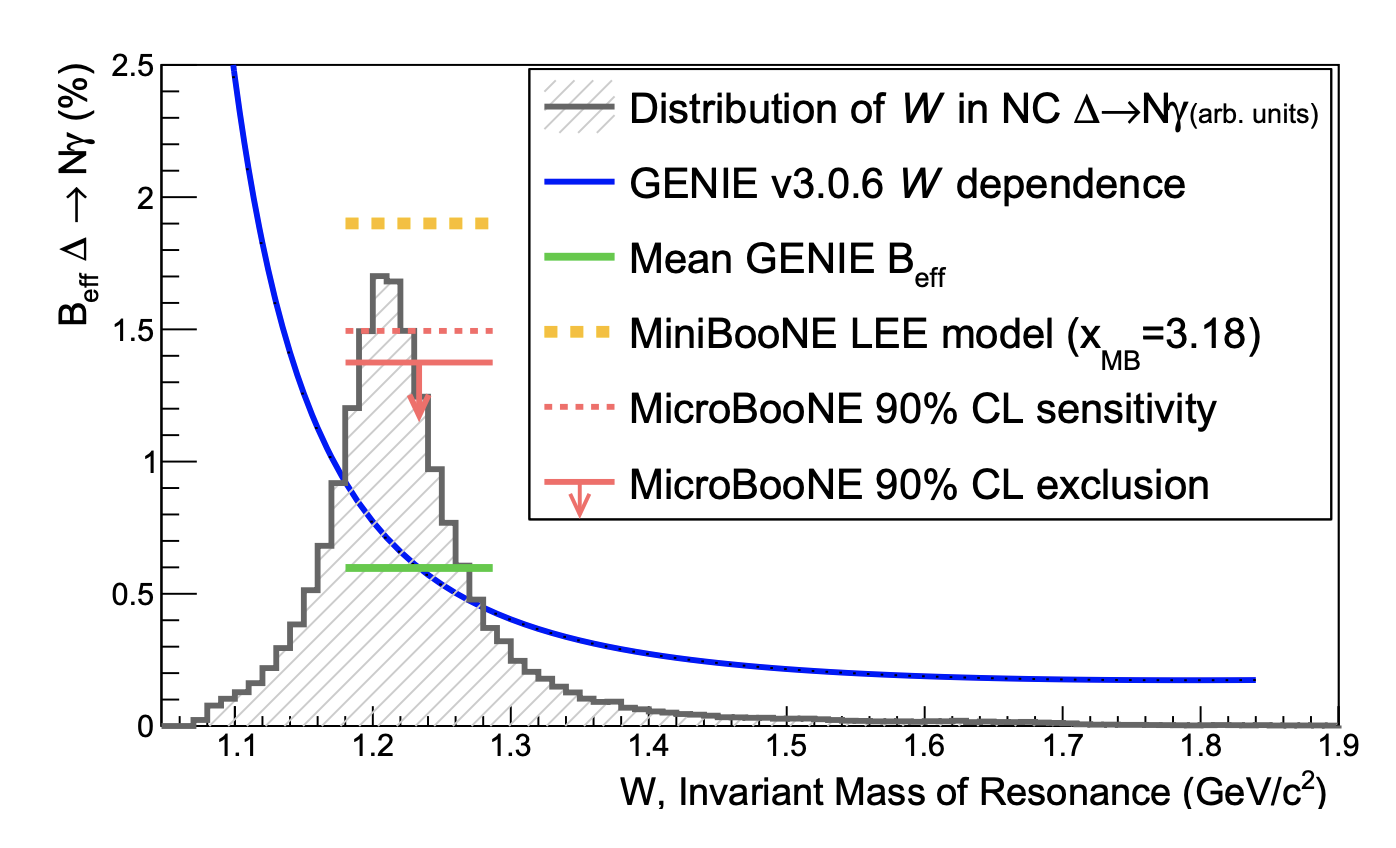 B_eff Δ → Nγ (%)
2.5
2
1.5
1
0.5
0
Distribution of W in NC Δ→Nγ(arb. units)
GENIE v3.0.6 W dependence
Mean GENIE B_eff
MiniBooNE LEE model (x_MB=3.18)
MicroBooNE 90% CL sensitivity
MicroBooNE 90% CL exclusion
1.1 1.2 1.3 1.4 1.5 1.6 1.7 1.8 1.9
W, Invariant Mass of Resonance (GeV/c²)